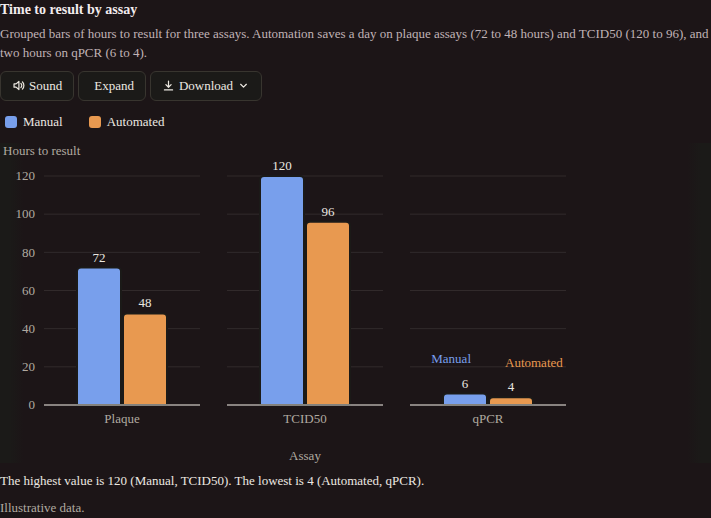 Time to result by assay
Grouped bars of hours to result for three assays. Automation saves a day on plaque assays (72 to 48 hours) and TCID50 (120 to 96), and
two hours on qPCR (6 to 4).
Sound Expand Download
Manual Automated
Hours to result
120
120
100
96
80
72
60
48
40
Manual Automated
20
6 4
0
Plaque TCID50 qPCR
Assay
The highest value is 120 (Manual, TCID50). The lowest is 4 (Automated, qPCR).
Illustrative data.